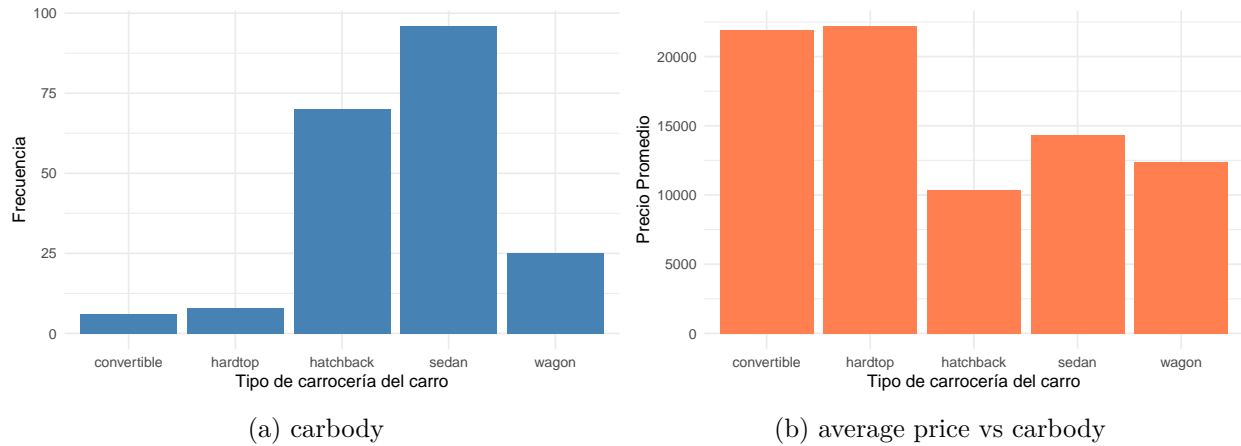 100
75
50
25
0
Frecuencia
convertible hardtop hatchback sedan wagon
Tipo de carrocería del carro
(a) carbody
20000
15000
10000
5000
0
Precio Promedio
convertible hardtop hatchback sedan wagon
Tipo de carrocería del carro
(b) average price vs carbody